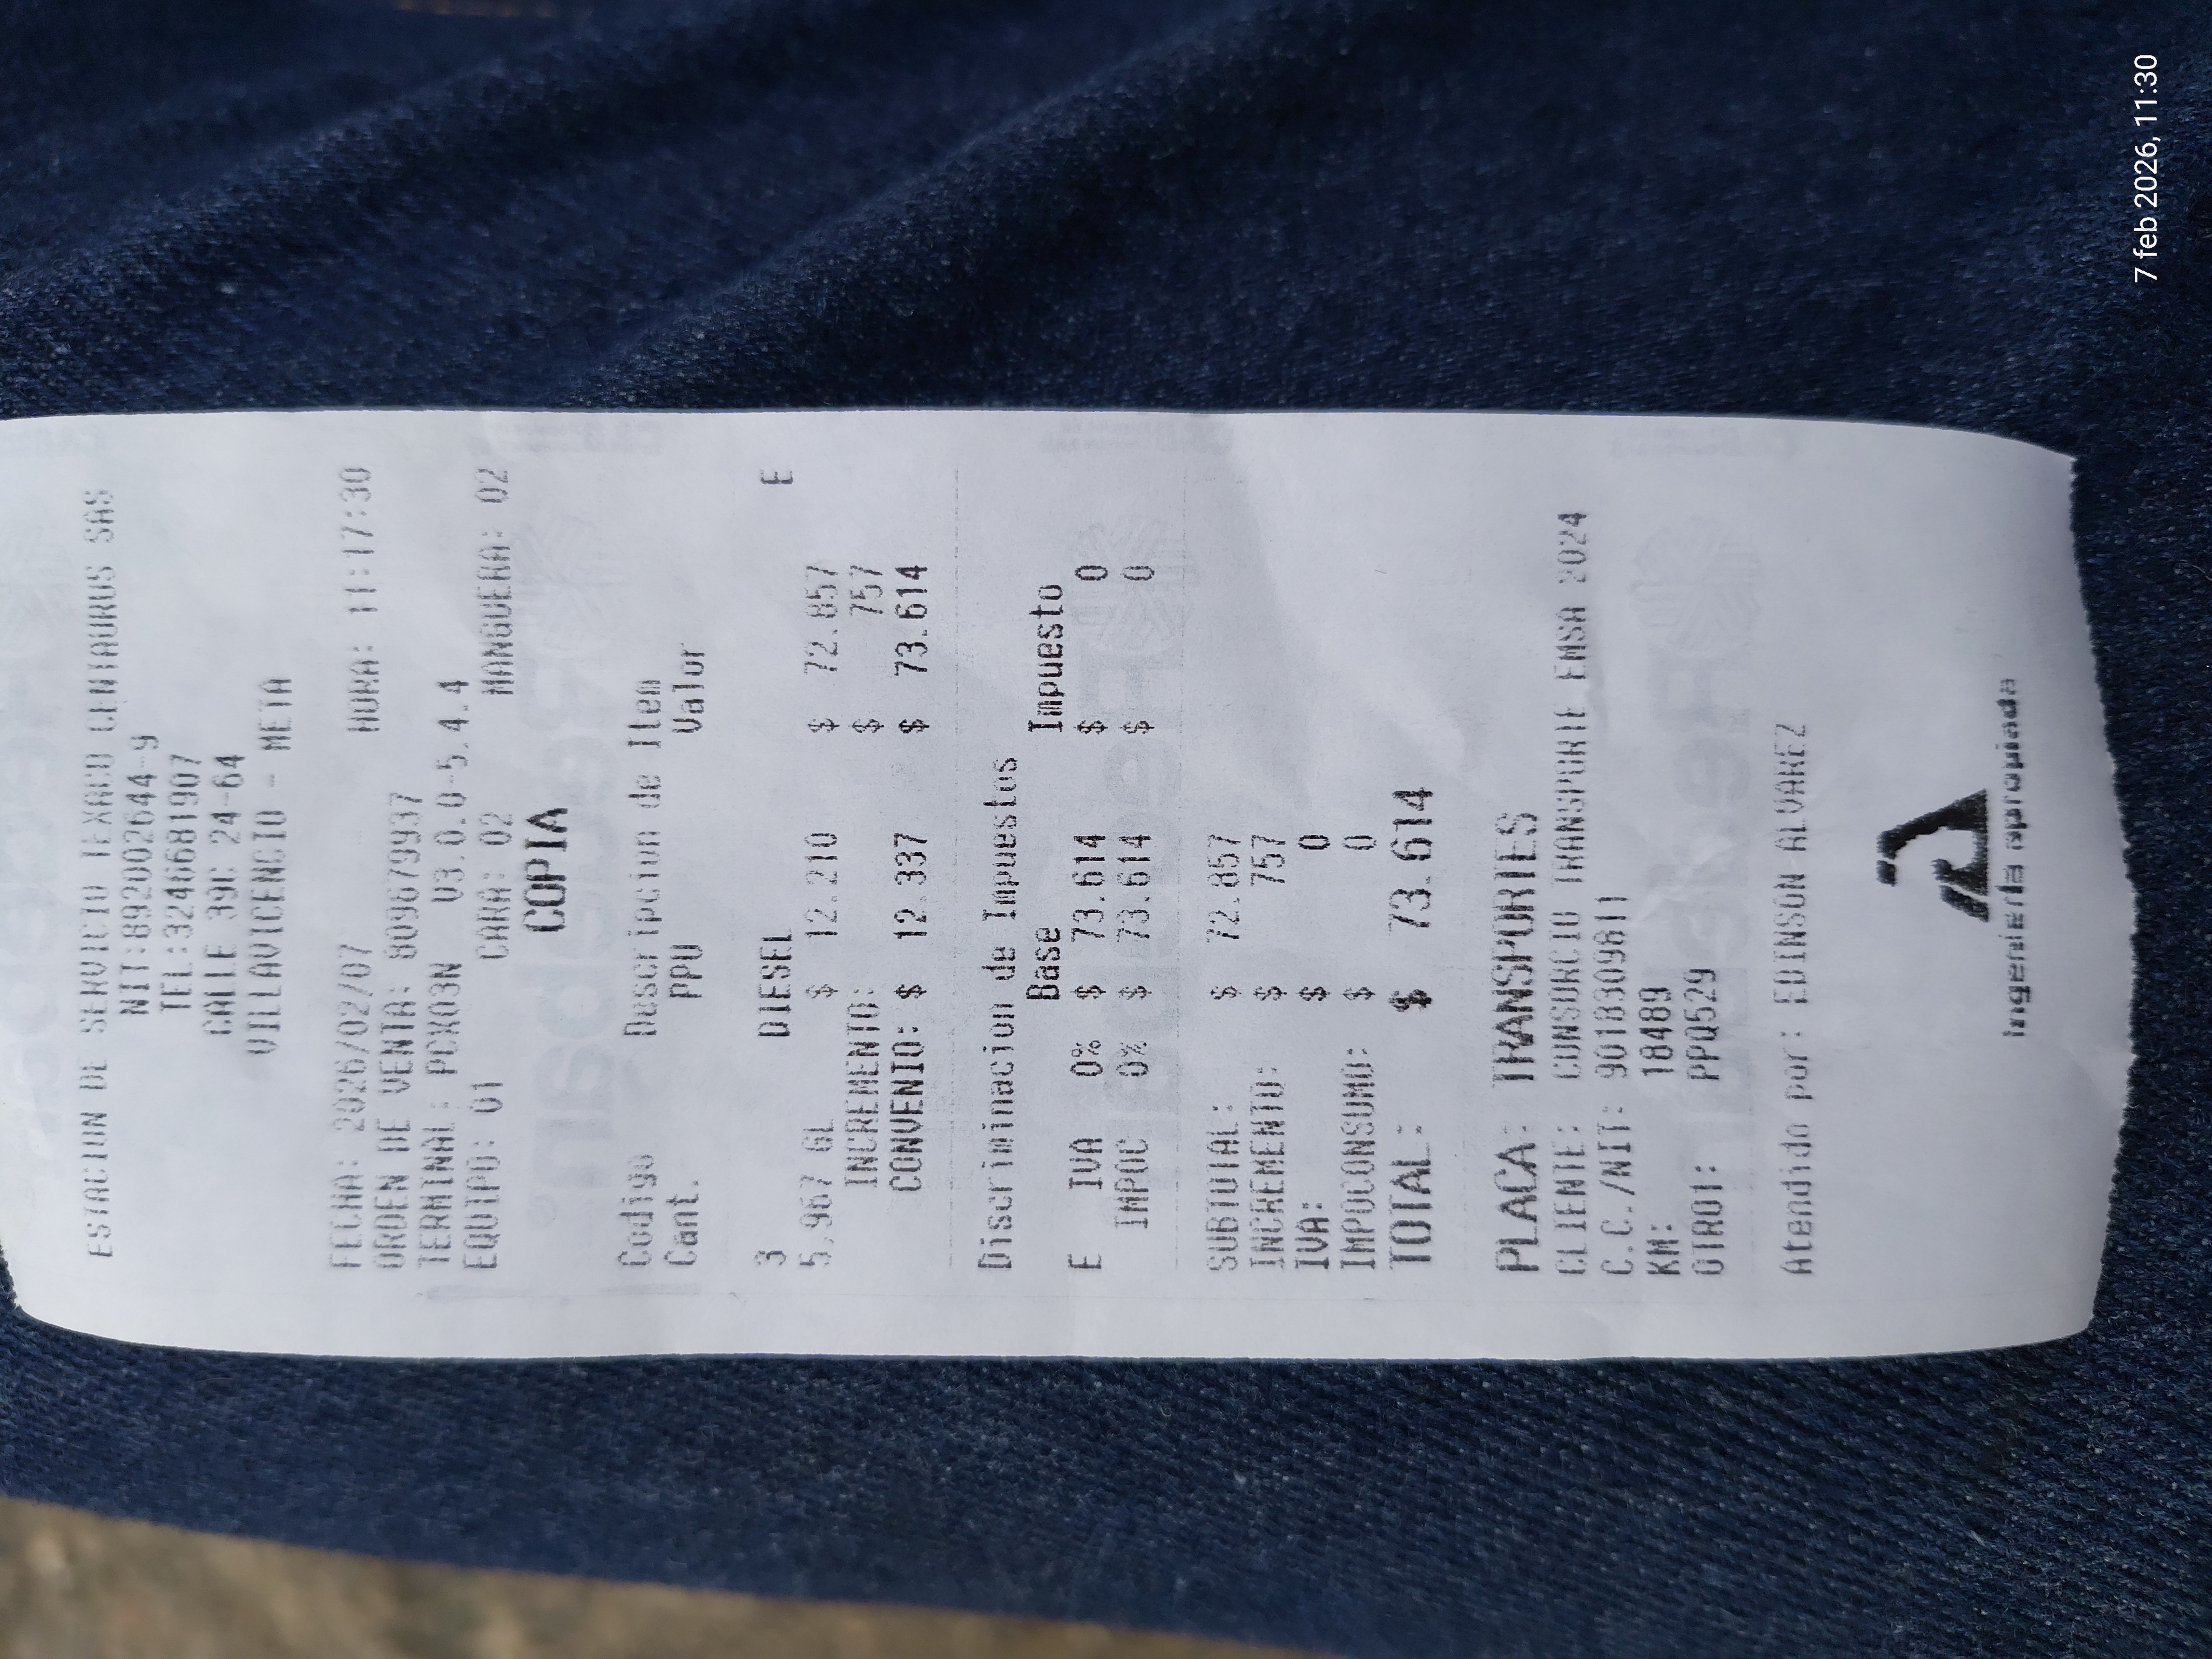 ESTACION DE SERVICIO TEXACO CENTAURUS SAS
NIT:892002644-9
TEL:3246681907
CALLE 39C 24-64
VILLAVICENCIO - META
FECHA: 2026/02/07 HORA: 11:17:30
ORDEN DE VENTA: 809679937
TERMINAL: PCX03N V3.0.0-5.4.4
EQUIPO: 01 CARA: 02 MANGUERA: 02
COPIA
Codigo Descripcion de Item
Cant. PPU Valor
3 DIESEL E
5,967 GL $ 12.210 $ 72.857
INCREMENTO: $ 757
CONVENIO: $ 12.337 $ 73.614
Discriminacion de Impuestos
Base Impuesto
E IVA 0% $ 73.614 $ 0
IMPOC 0% $ 73.614 $ 0
SUBTOTAL: $ 72.857
INCREMENTO: $ 757
IVA: $ 0
IMPOCONSUMO: $ 0
TOTAL: $ 73.614
PLACA: TRANSPORTES
CLIENTE: CONSORCIO TRANSPORTE EMSA 2024
C.C./NIT: 9018309811
KM: 18489
OTRO1: PPQ529
Atendido por: EDINSON ALVAREZ
Ingeniería apropiada
7 feb 2026, 11:30